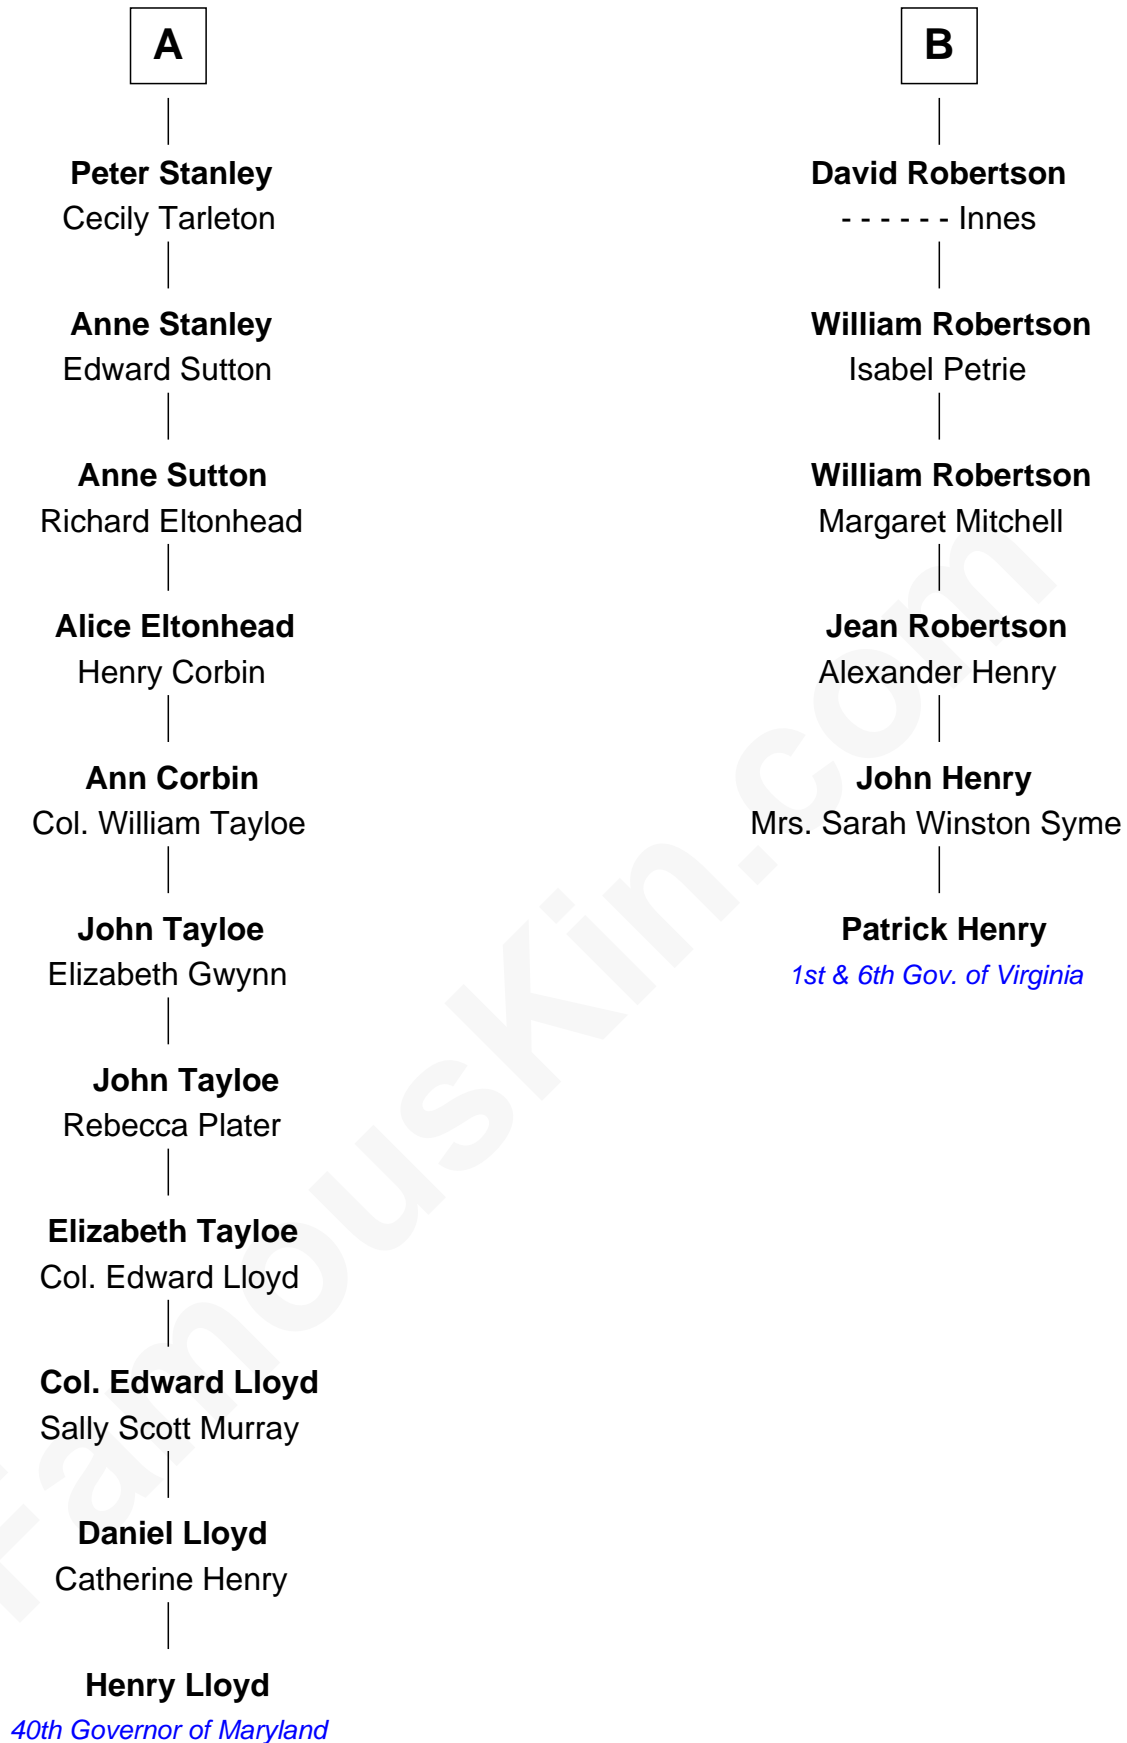 A
Peter Stanley
Cecily Tarleton
Anne Stanley
Edward Sutton
Anne Sutton
Richard Eltonhead
Alice Eltonhead
Henry Corbin
Ann Corbin
Col. William Tayloe
John Tayloe
Elizabeth Gwynn
John Tayloe
Rebecca Plater
Elizabeth Tayloe
Col. Edward Lloyd
Col. Edward Lloyd
Sally Scott Murray
Daniel Lloyd
Catherine Henry
Henry Lloyd
40th Governor of Maryland
B
David Robertson
- - - - - - Innes
William Robertson
Isabel Petrie
William Robertson
Margaret Mitchell
Jean Robertson
Alexander Henry
John Henry
Mrs. Sarah Winston Syme
Patrick Henry
1st & 6th Gov. of Virginia
FamousKin.com